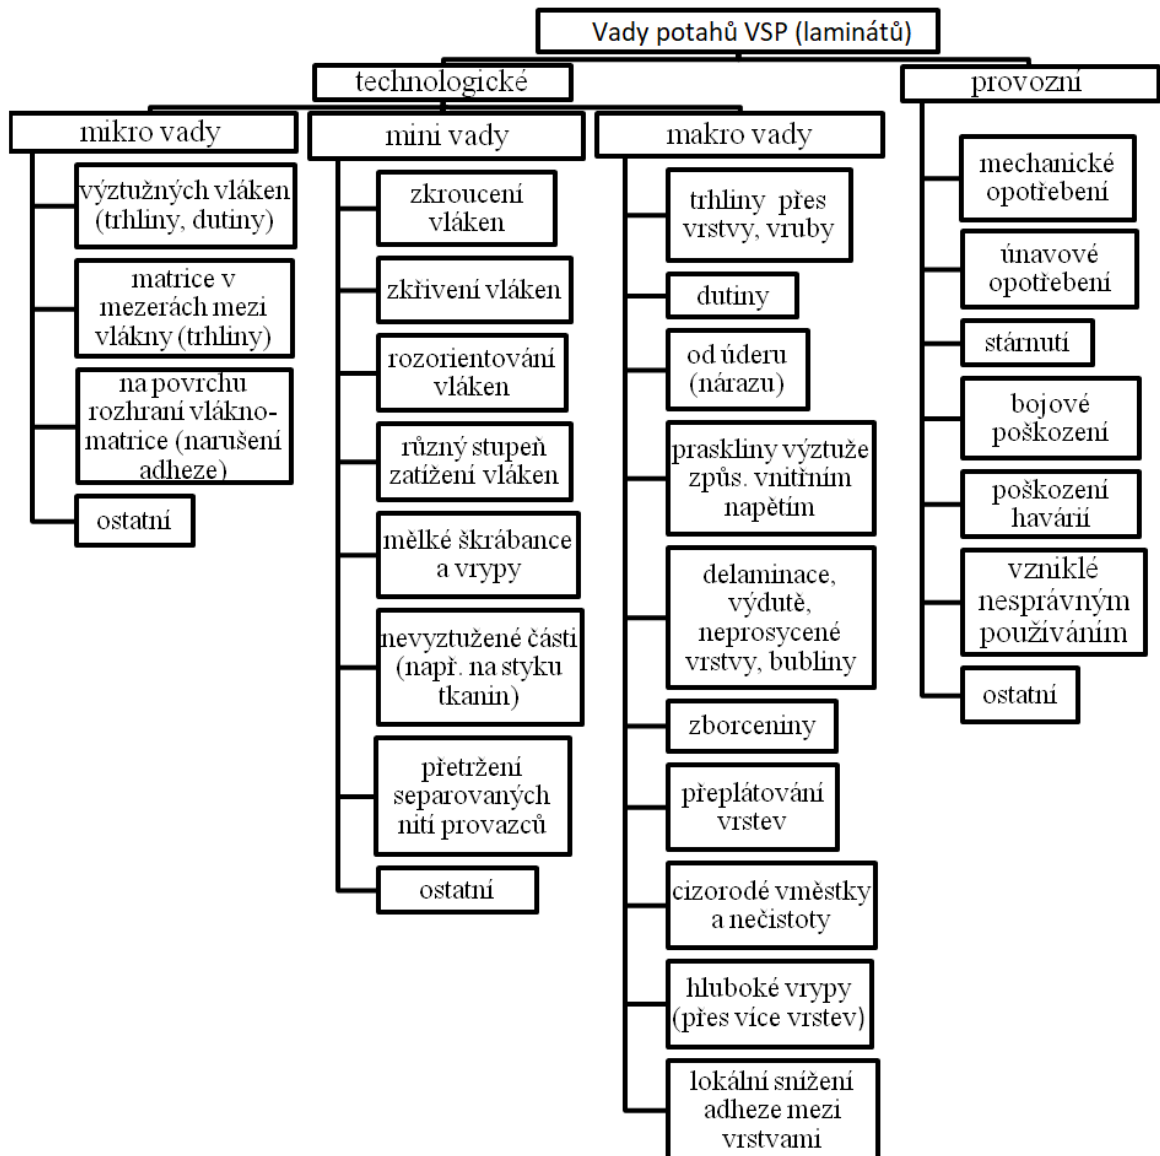 Vady potahů VSP (laminátů)
technologické
provozní
mikro vady
mini vady
makro vady
výztužných vláken
(trhliny, dutiny)
matrice v
mezerách mezi
vlákny (trhliny)
na povrchu
rozhraní vlákno-
matrice (narušení
adheze)
ostatní
zkroucení
vláken
zkřivení vláken
rozorientování
vláken
různý stupeň
zatížení vláken
mělké škrábance
a vrypy
nevyztužené části
(např. na styku
tkanin)
přetržení
separovaných
nití provazců
ostatní
trhliny přes
vrstvy, vruby
dutiny
od úderu
(nárazu)
praskliny výztuže
způs. vnitřním
napětím
delaminace,
výdutě,
neprosycené
vrstvy, bubliny
zborceniny
přeplátování
vrstev
cizorodé vměstky
a nečistoty
hluboké vrypy
(přes více vrstev)
lokální snížení
adheze mezi
vrstvami
mechanické
opotřebení
únavové
opotřebení
stárnutí
bojové
poškození
poškození
havárií
vzniklé
nesprávným
používáním
ostatní